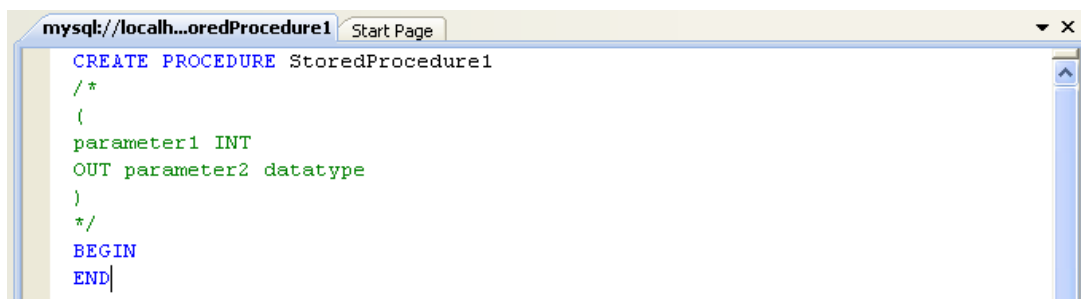 mysql://localh...oredProcedure1 Start Page
CREATE PROCEDURE StoredProcedure1
/*
(
parameter1 INT
OUT parameter2 datatype
)
*/
BEGIN
END